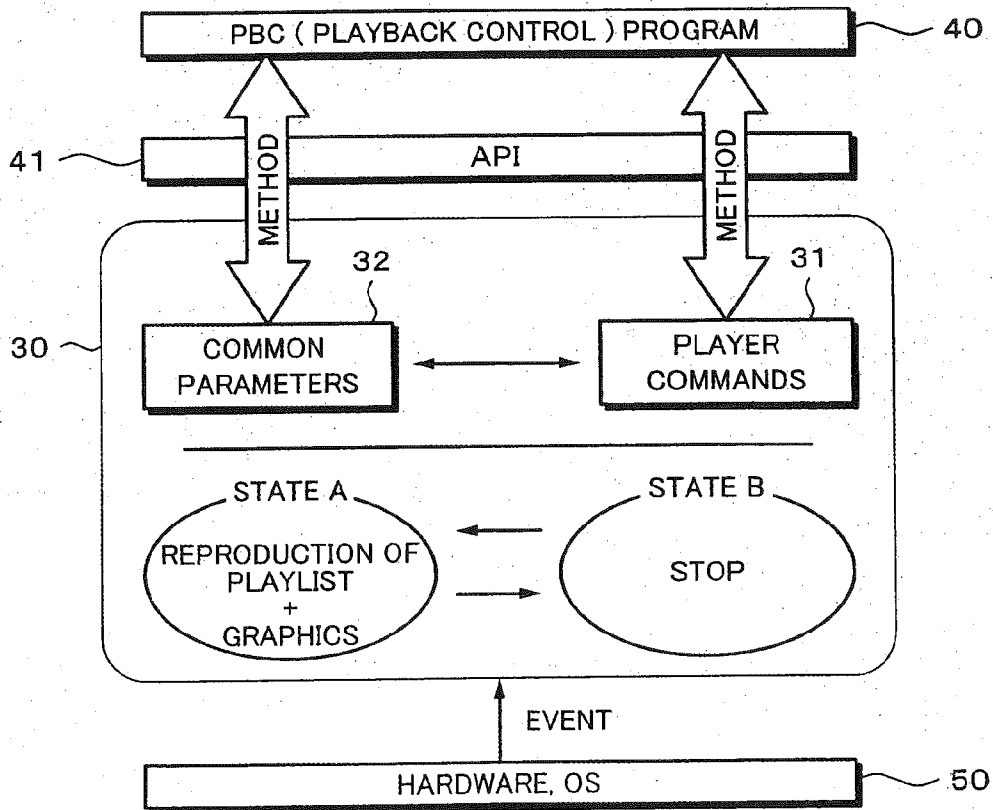 PBC ( PLAYBACK CONTROL ) PROGRAM
40
41
API
METHOD
METHOD
32
31
30
COMMON
PARAMETERS
PLAYER
COMMANDS
STATE A
REPRODUCTION OF
PLAYLIST
+
GRAPHICS
STATE B
STOP
EVENT
HARDWARE, OS
50